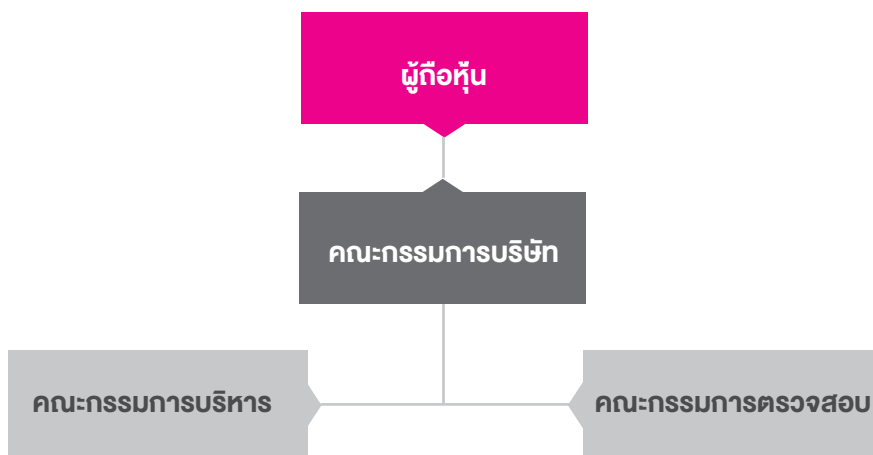 ผู้ถือหุ้น
คณะกรรมการบริษัท
คณะกรรมการบริหาร
คณะกรรมการตรวจสอบ